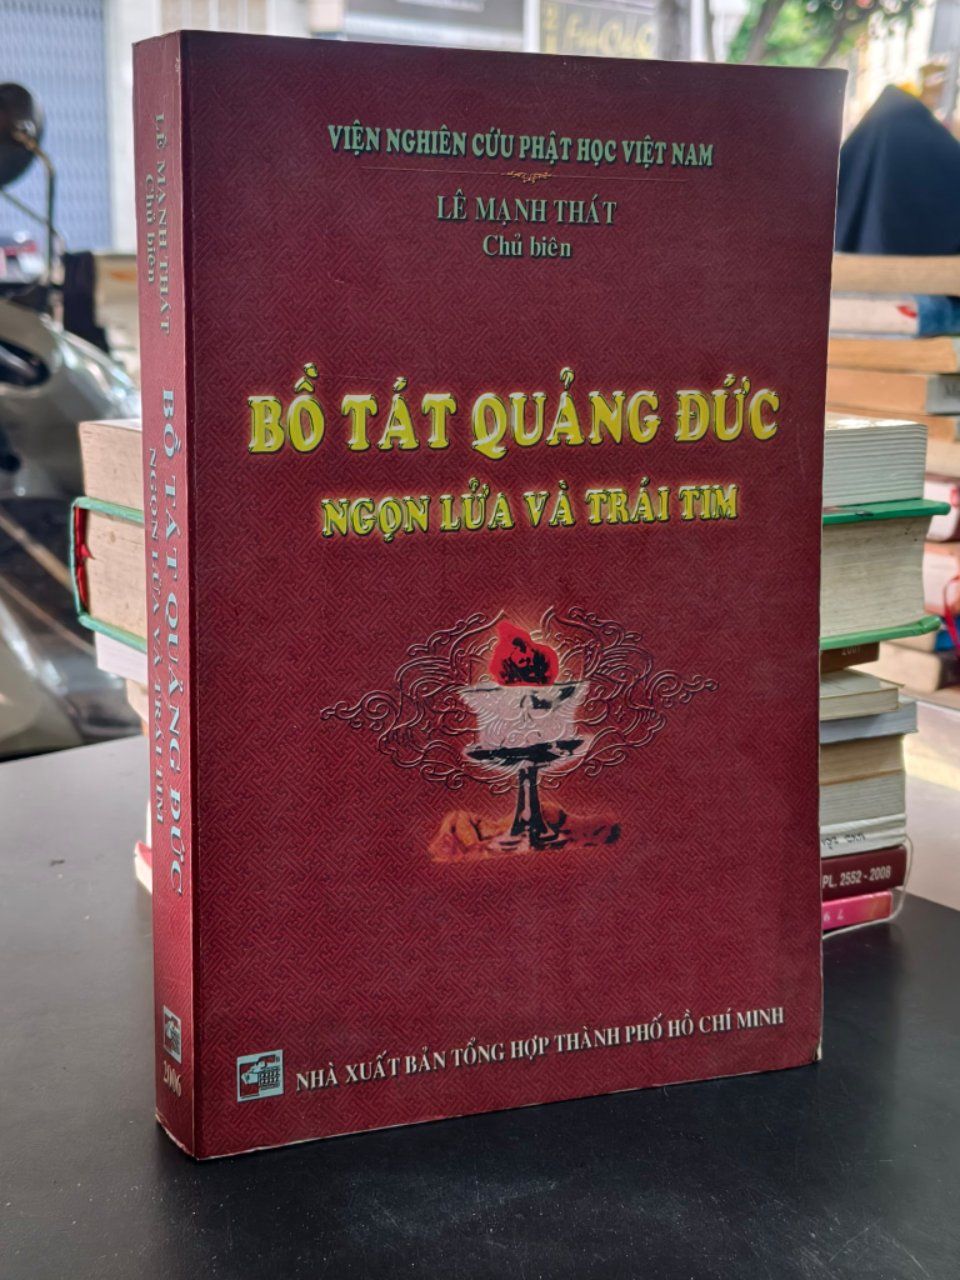 VIỆN NGHIÊN CỨU PHẬT HỌC VIỆT NAM
LÊ MẠNH THÁT
Chủ biên
BỒ TÁT QUẢNG ĐỨC
NGỌN LỬA VÀ TRÁI TIM
NHÀ XUẤT BẢN TỔNG HỢP THÀNH PHỐ HỒ CHÍ MINH
LÊ MẠNH THÁT
Chủ biên
BỒ TÁT QUẢNG ĐỨC
NGỌN LỬA VÀ TRÁI TIM
2006
2007
PL. 2552 - 2008